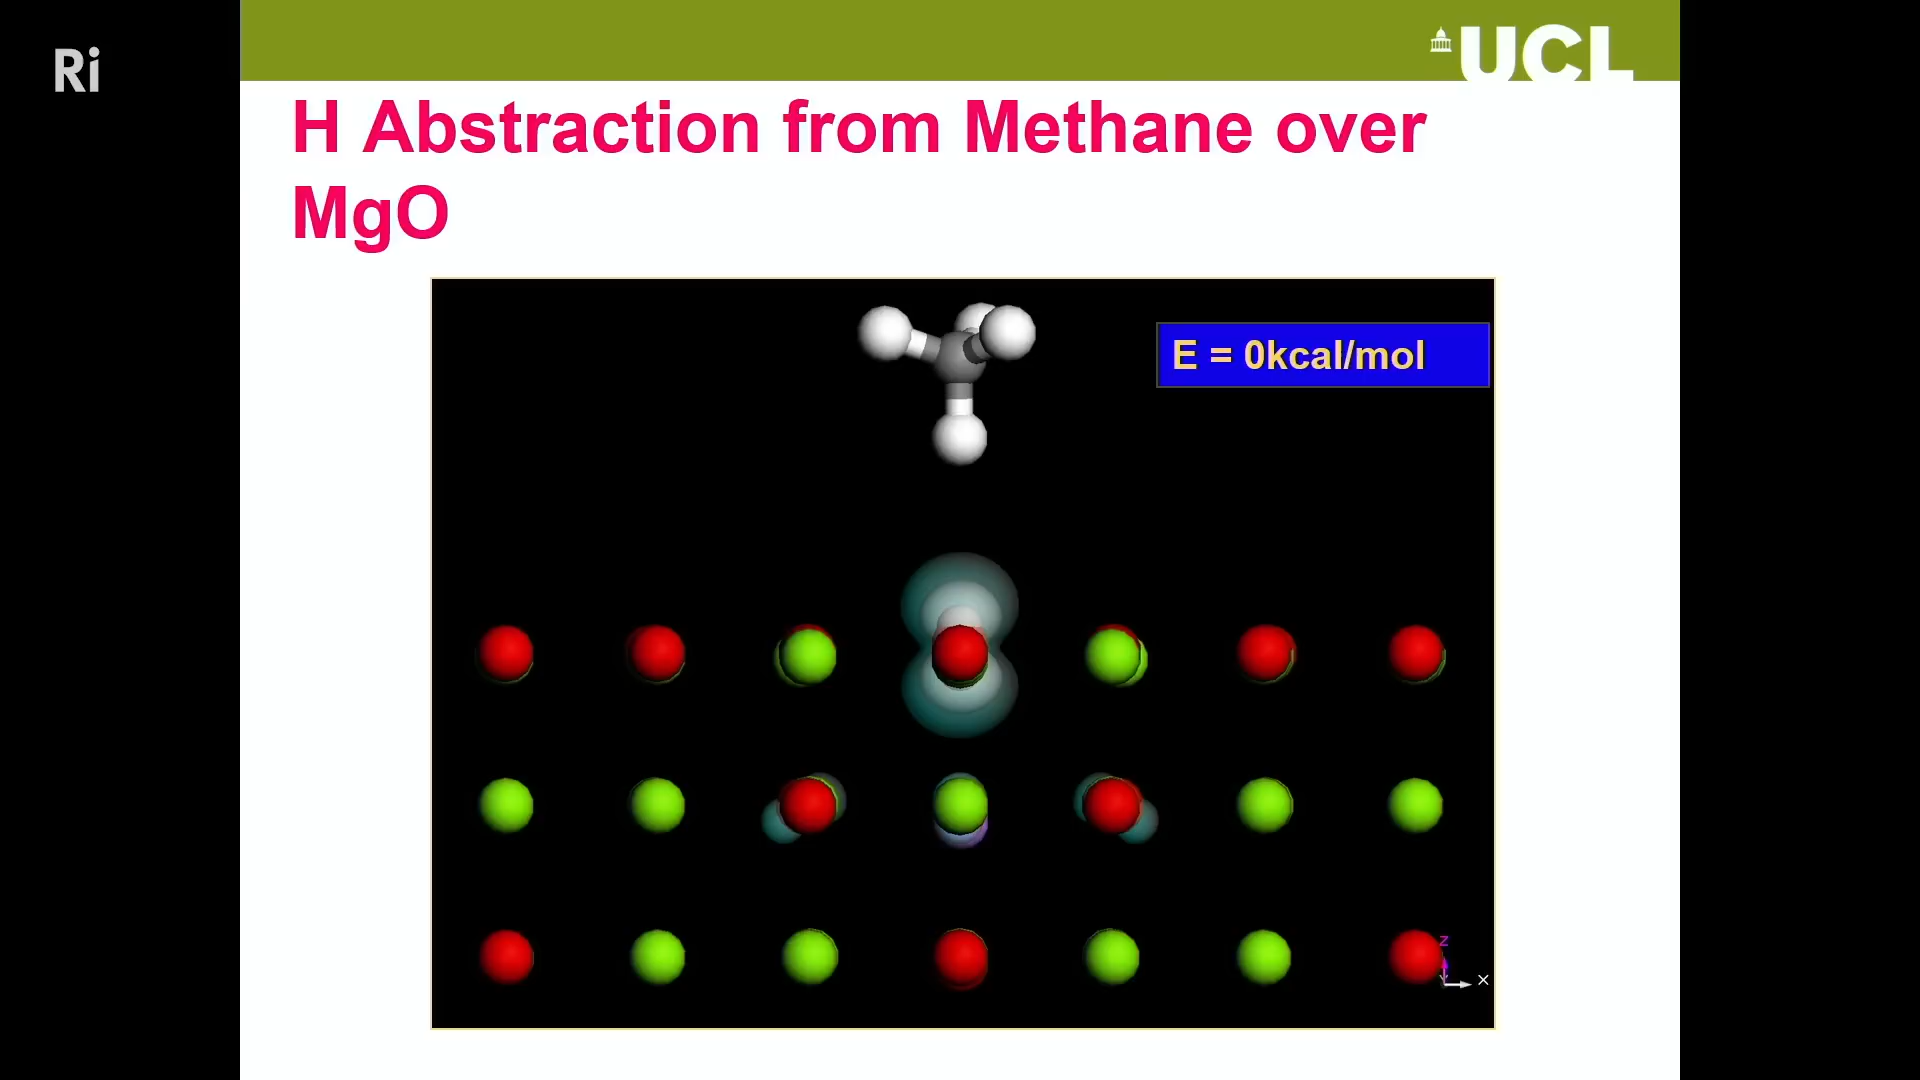 Ri
UCL
H Abstraction from Methane over
MgO
E = 0kcal/mol
Z
Y
X